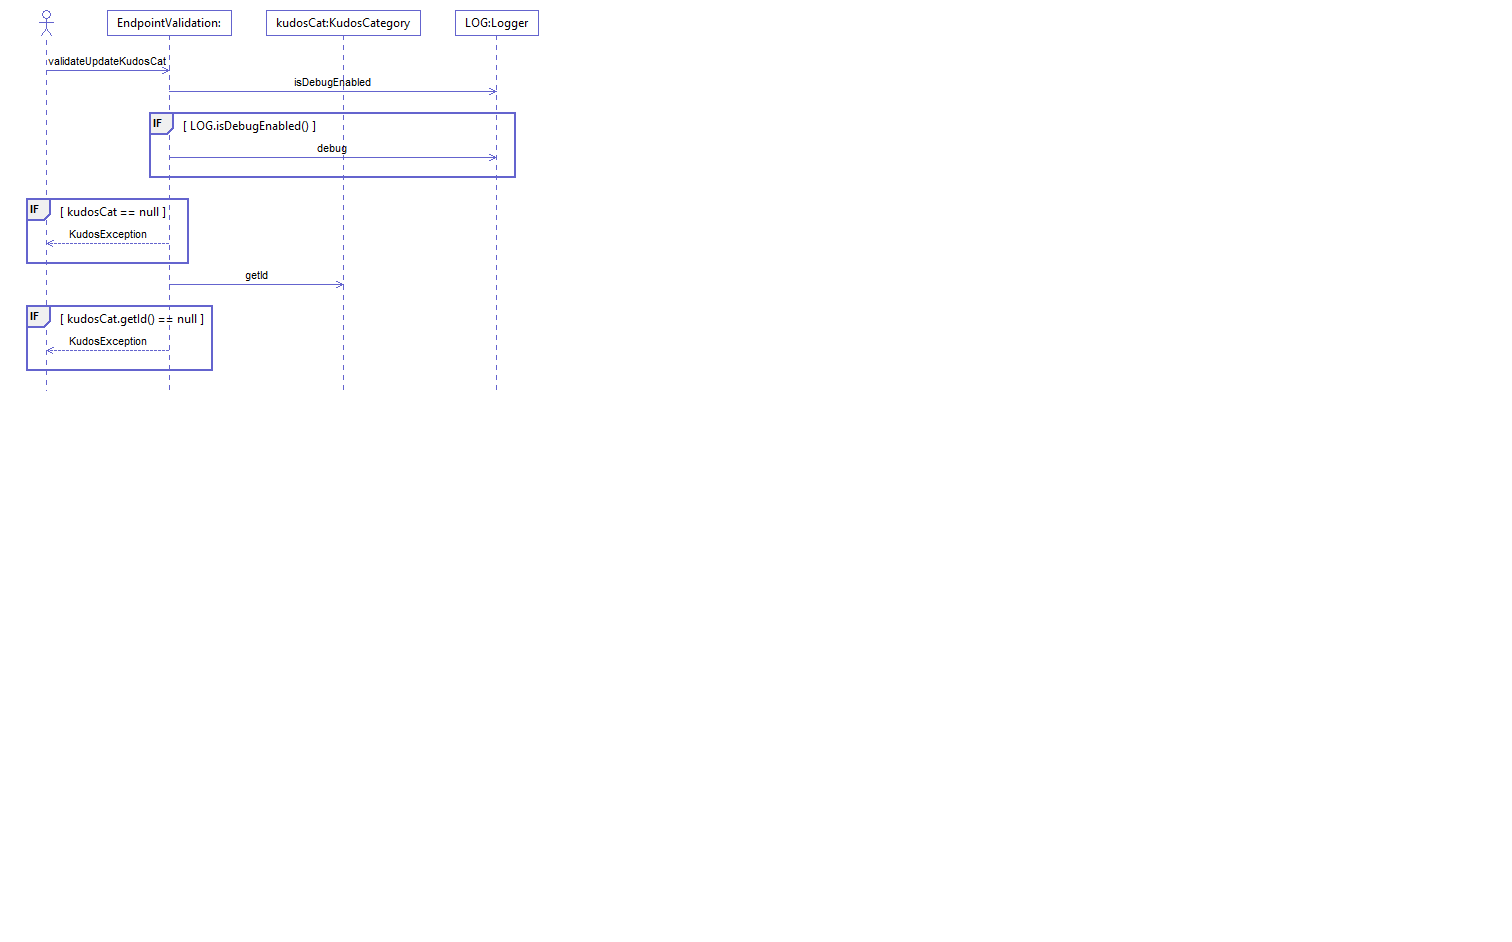 EndpointValidation: kudosCat:KudosCategory LOG:Logger
validateUpdateKudosCat
isDebugEnabled
IF [ LOG.isDebugEnabled() ]
debug
IF [ kudosCat == null ]
KudosException
getId
IF [ kudosCat.getId() == null ]
KudosException